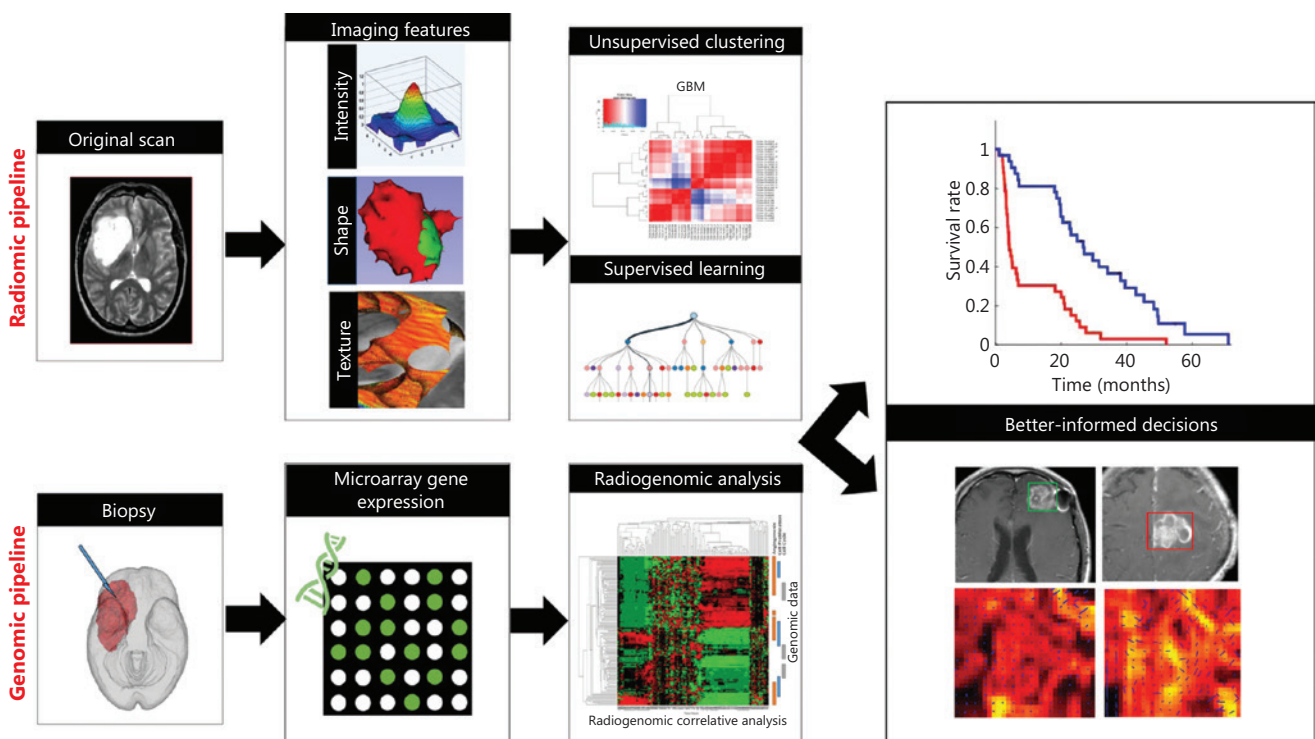 Radiomic pipeline
Original scan
Imaging features
Intensity
Shape
Texture
Unsupervised clustering
GBM
Supervised learning
Survival rate
1
0.8
0.6
0.4
0.2
0
0
20
40
60
Time (months)
Better-informed decisions
Genomic pipeline
Biopsy
Microarray gene
expression
Radiogenomic analysis
Genomic data
Radiogenomic correlative analysis